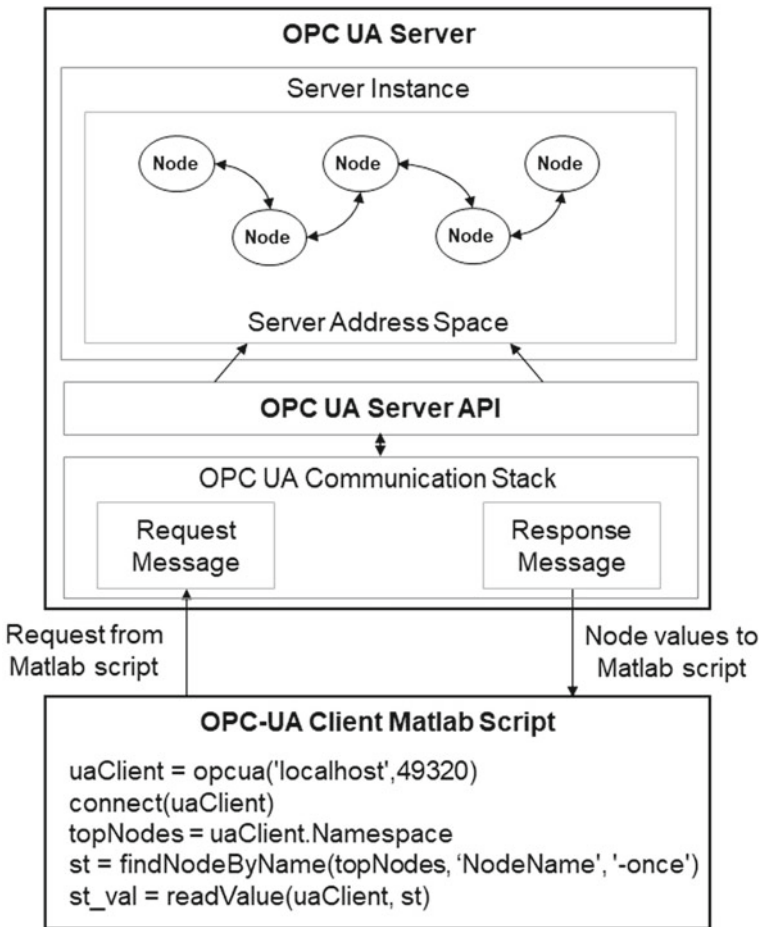 OPC UA Server
Server Instance
Node
Node
Node
Node
Node
Server Address Space
OPC UA Server API
OPC UA Communication Stack
Request
Message
Response
Message
Request from
Matlab script
Node values to
Matlab script
OPC-UA Client Matlab Script
uaClient = opcua('localhost',49320)
connect(uaClient)
topNodes = uaClient.Namespace
st = findNodeByName(topNodes, ‘NodeName', '-once')
st_val = readValue(uaClient, st)